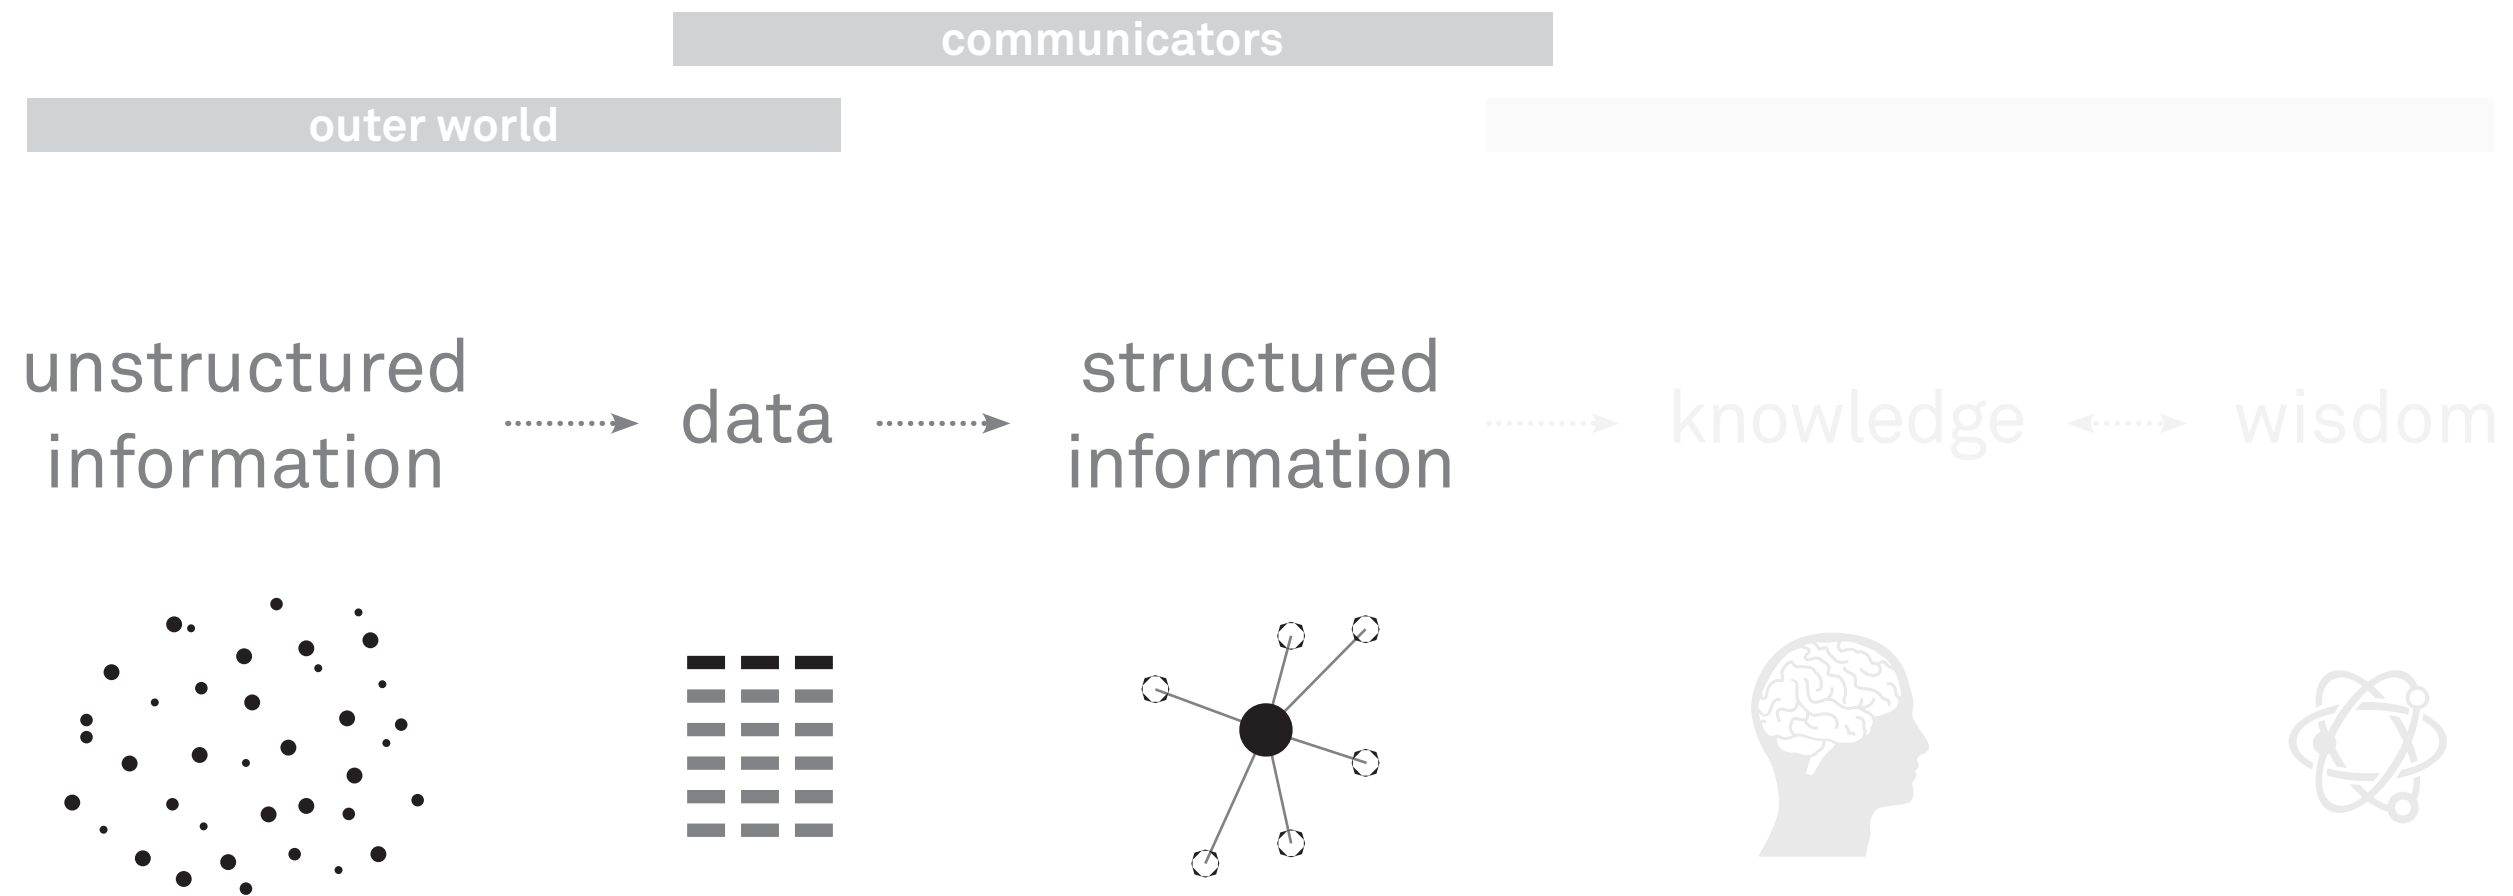 communicators
outer world
unstructured
information
data
structured
information
knowledge
wisdom